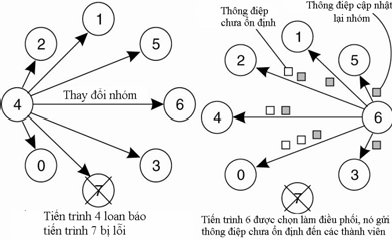 Thông điệp
chưa ổn định
Thông điệp cập nhật
lại nhóm
1
2
5
4
Thay đổi nhóm
6
0
3
7
1
2
5
4
6
0
3
7
Tiến trình 4 loan báo
tiến trình 7 bị lỗi
Tiến trình 6 được chọn làm điều phối, nó gửi
thông điệp chưa ổn định đến các thành viên